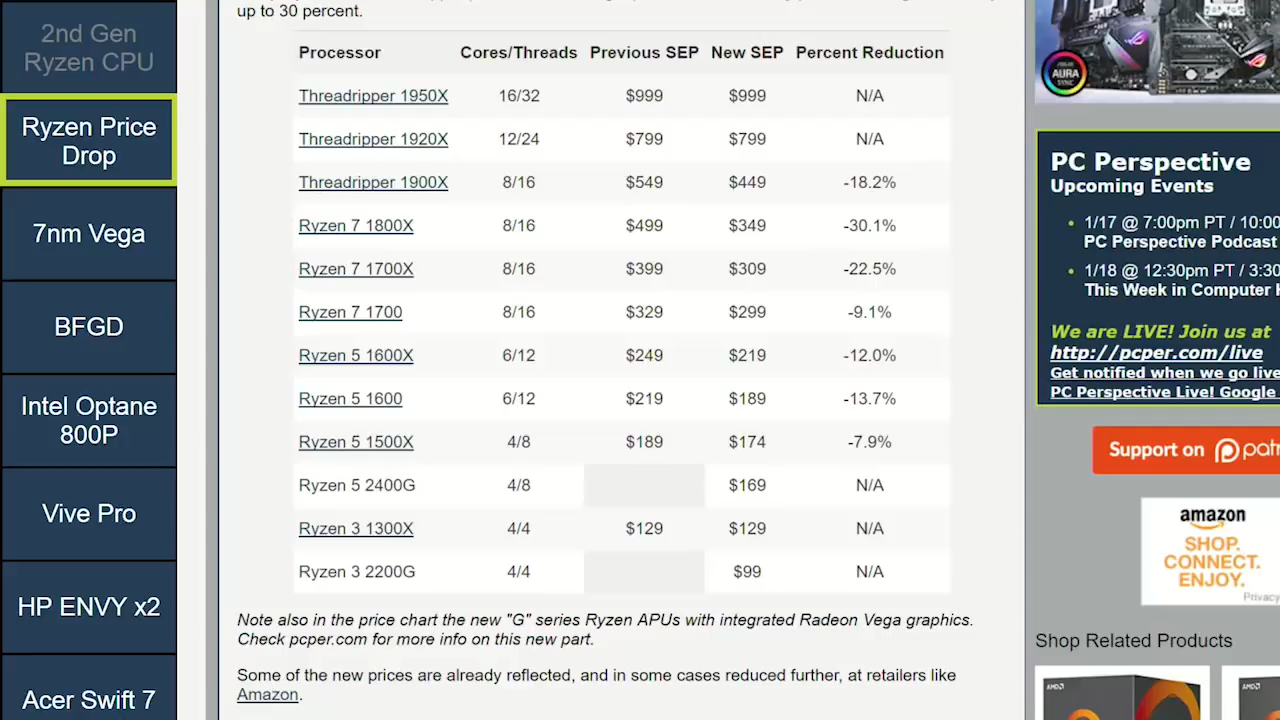 2nd Gen
Ryzen CPU
Ryzen Price
Drop
7nm Vega
BFGD
Intel Optane
800P
Vive Pro
HP ENVY x2
Acer Swift 7
up to 30 percent.
Processor Cores/Threads Previous SEP New SEP Percent Reduction
Threadripper 1950X 16/32 $999 $999 N/A
Threadripper 1920X 12/24 $799 $799 N/A
Threadripper 1900X 8/16 $549 $449 -18.2%
Ryzen 7 1800X 8/16 $499 $349 -30.1%
Ryzen 7 1700X 8/16 $399 $309 -22.5%
Ryzen 7 1700 8/16 $329 $299 -9.1%
Ryzen 5 1600X 6/12 $249 $219 -12.0%
Ryzen 5 1600 6/12 $219 $189 -13.7%
Ryzen 5 1500X 4/8 $189 $174 -7.9%
Ryzen 5 2400G 4/8 $169 N/A
Ryzen 3 1300X 4/4 $129 $129 N/A
Ryzen 3 2200G 4/4 $99 N/A
Note also in the price chart the new "G" series Ryzen APUs with integrated Radeon Vega graphics.
Check pcper.com for more info on this new part.
Some of the new prices are already reflected, and in some cases reduced further, at retailers like
Amazon.
AURA
SYNC
PC Perspective
Upcoming Events
• 1/17 @ 7:00pm PT / 10:00
PC Perspective Podcast
• 1/18 @ 12:30pm PT / 3:30
This Week in Computer
We are LIVE! Join us at
http://pcper.com/live
Get notified when we go live
PC Perspective Live! Google
Support on patr
amazon
SHOP.
CONNECT.
ENJOY.
Privacy
Shop Related Products
AMD
AMD